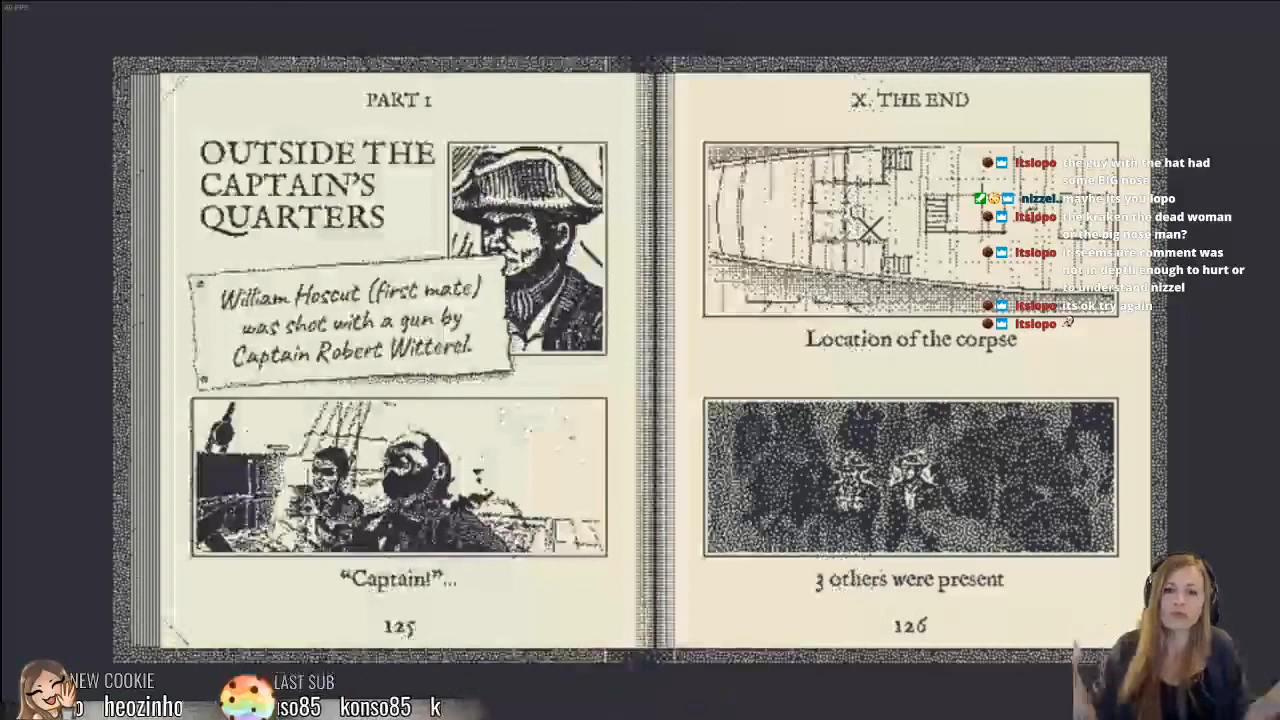 60 FPS
PART 1
OUTSIDE THE
CAPTAIN'S
QUARTERS
William Hoscut (first mate)
was shot with a gun by
Captain Robert Witterel.
"Captain!"...
125
X. THE END
Location of the corpse
3 others were present
126
Itslopo the guy with the hat had
some BIG nose
nizzel.. maybe its you lopo
Itslopo the kraken the dead woman
or the big nose man?
Itslopo it seems ure comment was
not in depth enough to hurt or
to understand nizzel
Itslopo its ok try again
Itslopo
NEW COOKIE
heozinho
LAST SUB
iso85 konso85 k